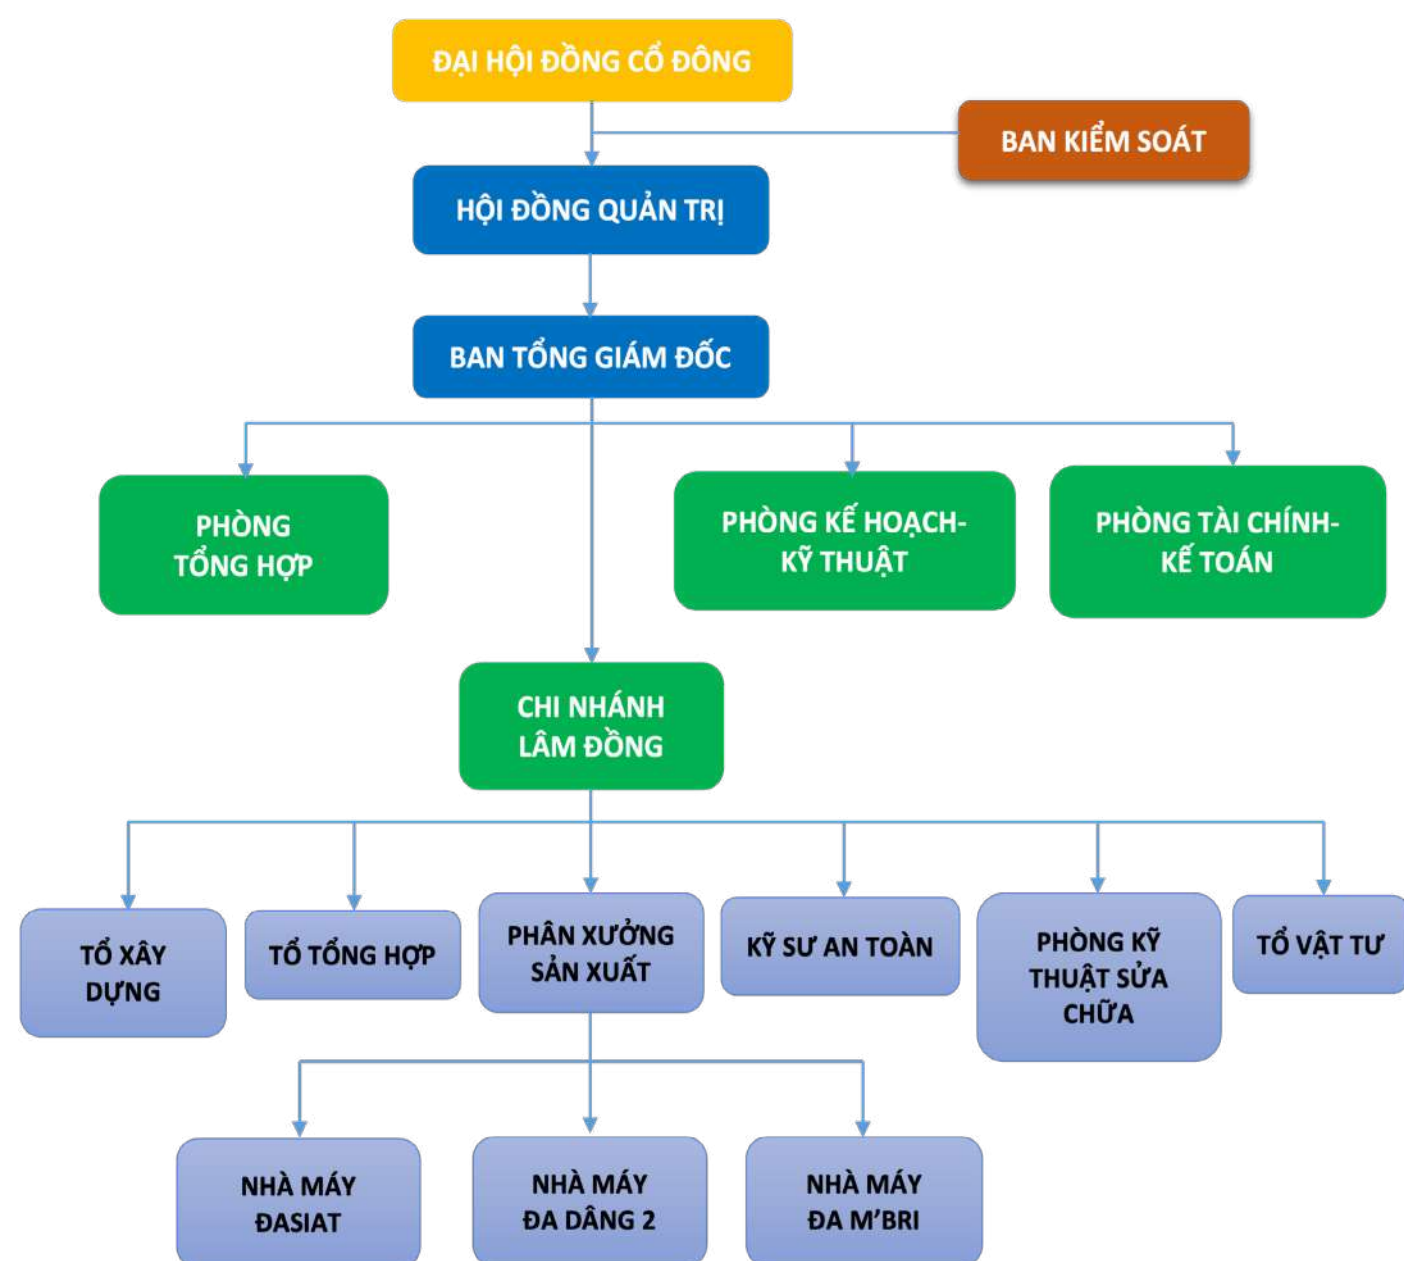 ĐẠI HỘI ĐỒNG CỔ ĐÔNG
BAN KIỂM SOÁT
HỘI ĐỒNG QUẢN TRỊ
BAN TỔNG GIÁM ĐỐC
PHÒNG
TỔNG HỢP
PHÒNG KẾ HOẠCH-
KỸ THUẬT
PHÒNG TÀI CHÍNH-
KẾ TOÁN
CHI NHÁNH
LÂM ĐỒNG
TỔ XÂY
DỰNG
TỔ TỔNG HỢP
PHÂN XƯỞNG
SẢN XUẤT
KỸ SƯ AN TOÀN
PHÒNG KỸ
THUẬT SỬA
CHỮA
TỔ VẬT TƯ
NHÀ MÁY
ĐASIAT
NHÀ MÁY
ĐA DÂNG 2
NHÀ MÁY
ĐA M’BRI